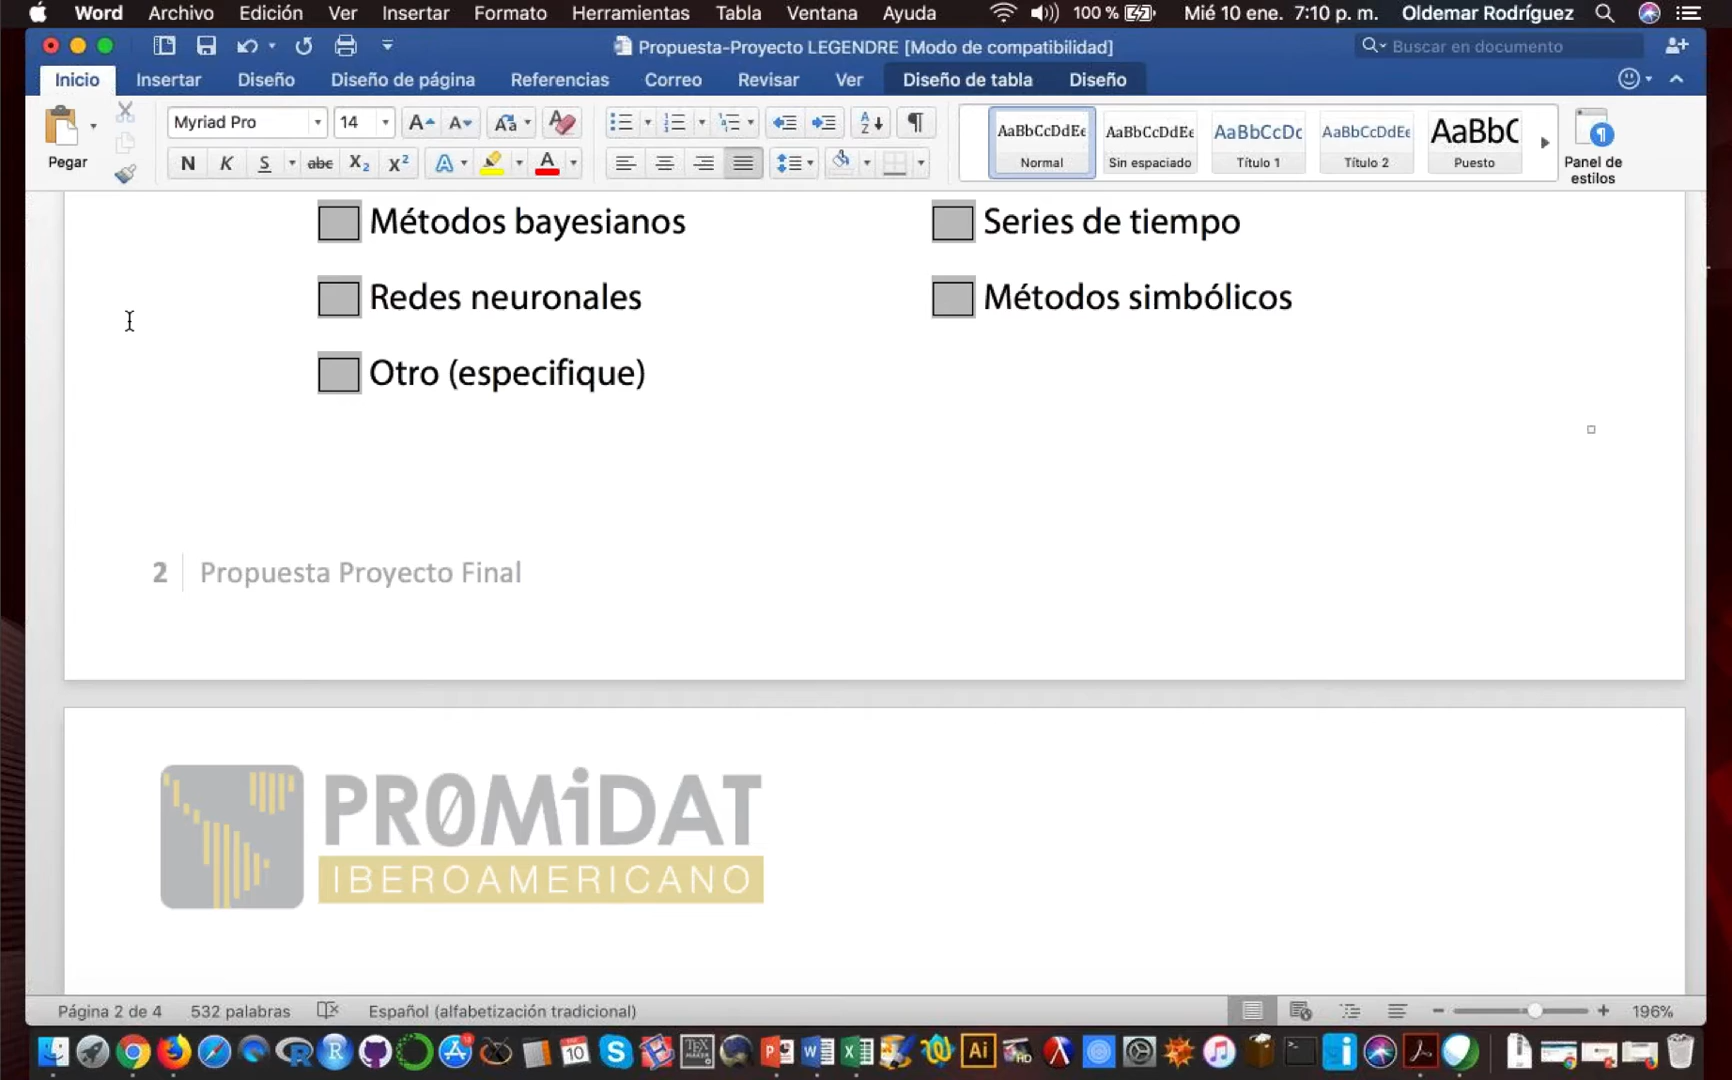 Word Archivo Edición Ver Insertar Formato Herramientas Tabla Ventana Ayuda 100 % Mié 10 ene. 7:10 p. m. Oldemar Rodríguez
Propuesta-Proyecto LEGENDRE [Modo de compatibilidad] Buscar en documento
Inicio Insertar Diseño Diseño de página Referencias Correo Revisar Ver Diseño de tabla Diseño
Myriad Pro 14
Pegar
N K S abc X₂ X² A A
AaBbCcDdEe AaBbCcDdEe AaBbCcDc AaBbCcDdEe AaBbC
Normal Sin espaciado Título 1 Título 2 Puesto
Panel de estilos
Métodos bayesianos Series de tiempo
Redes neuronales Métodos simbólicos
Otro (especifique)
2 Propuesta Proyecto Final
PR0MiDAT
IBEROAMERICANO
Página 2 de 4 532 palabras Español (alfabetización tradicional) 196%